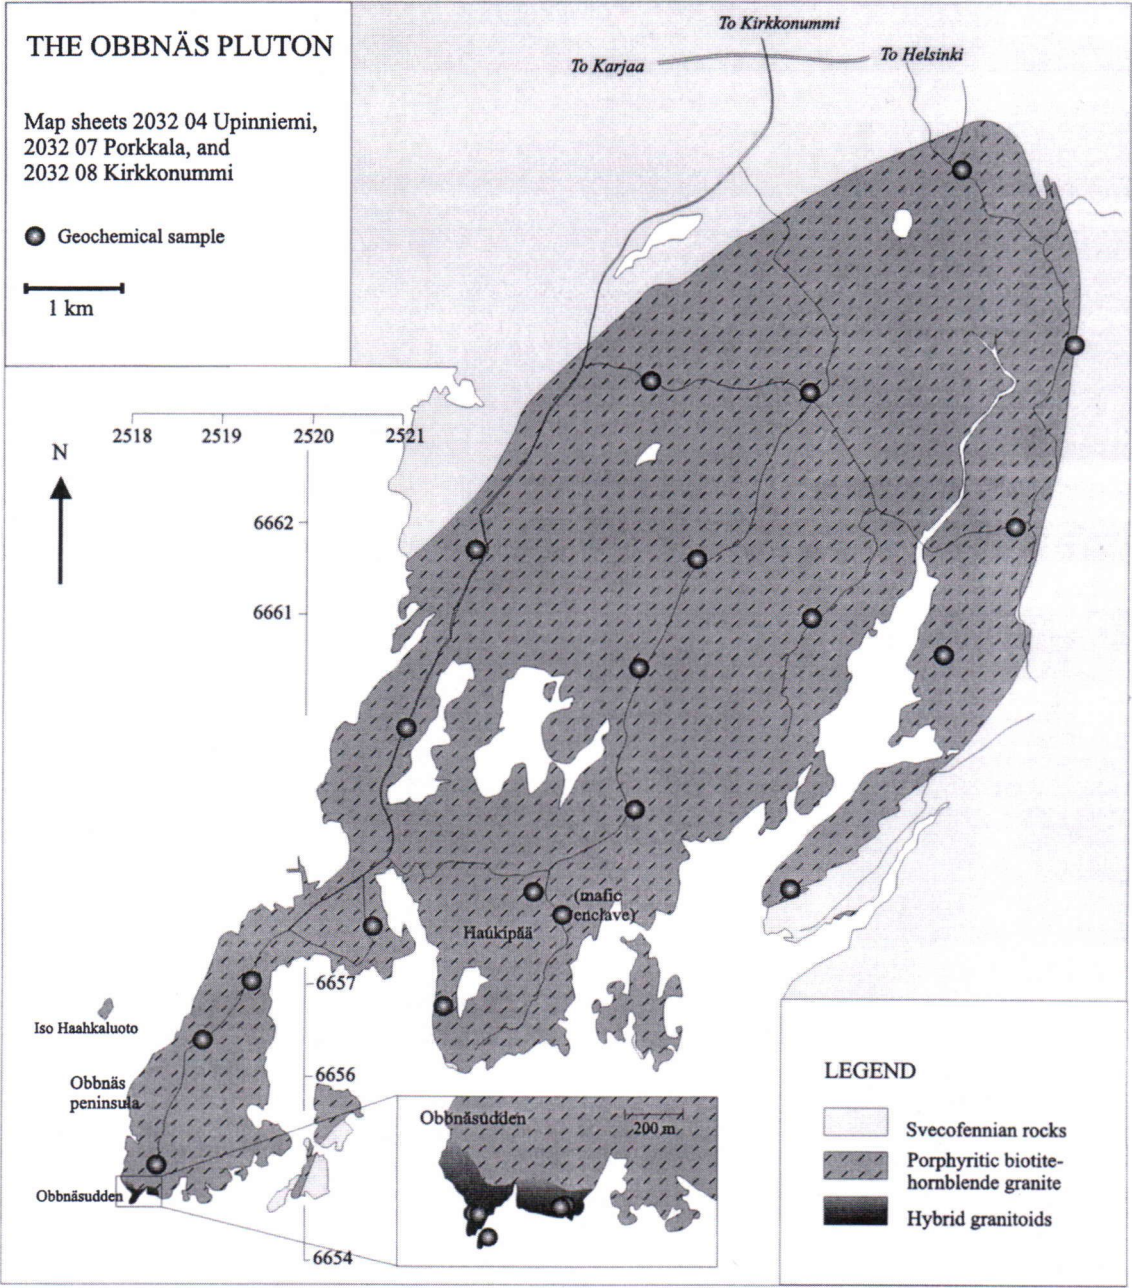 THE OBBNÄS PLUTON
Map sheets 2032 04 Upinniemi,
2032 07 Porkkala, and
2032 08 Kirkkonummi
Geochemical sample
1 km
To Kirkkonummi
To Karjaa
To Helsinki
2518
2519
2520
2521
N
6662
6661
(mafic
enclave)
Haukipää
6657
Iso Haahkaluoto
6656
Obbnäs
peninsula
Obbnäsudden
Obbnäsudden
200 m
6654
LEGEND
Svecofennian rocks
Porphyritic biotite-
hornblende granite
Hybrid granitoids